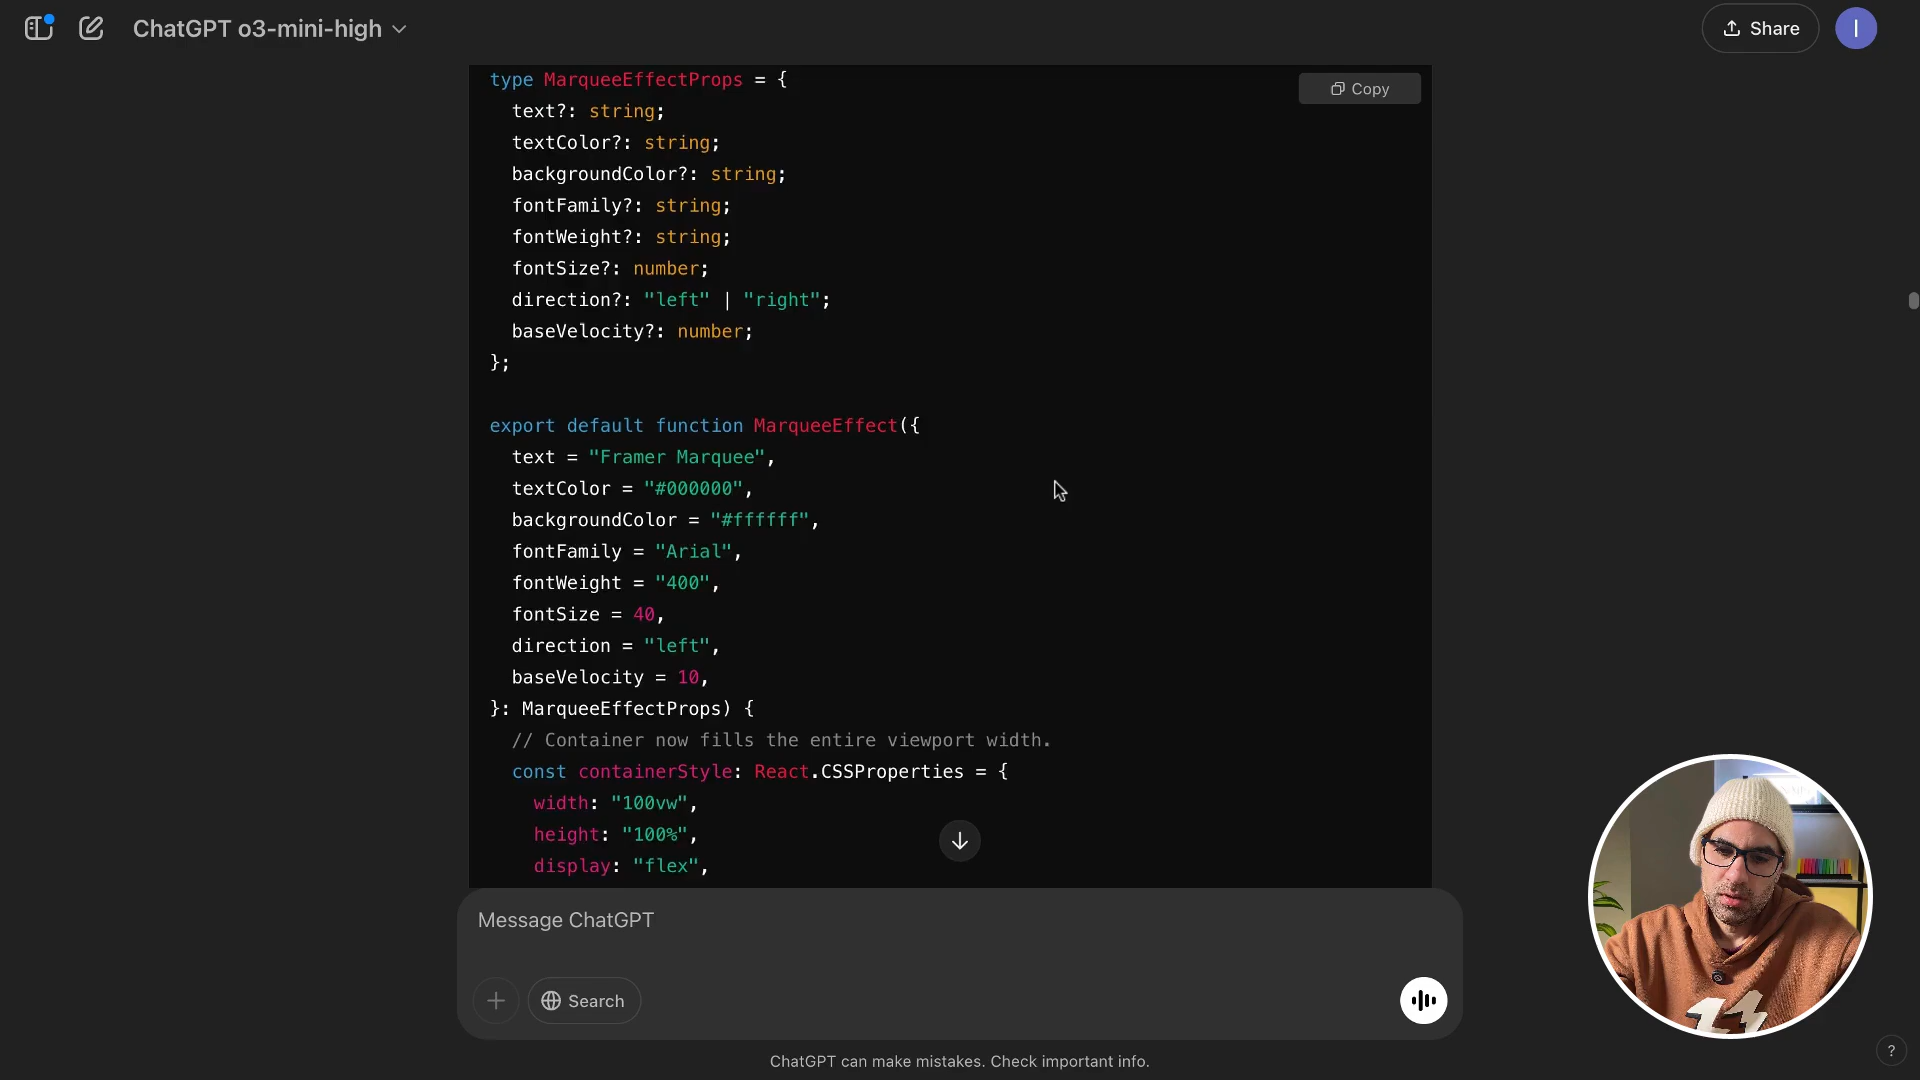 ChatGPT o3-mini-high
Share
I
Copy
type MarqueeEffectProps = {
text?: string;
textColor?: string;
backgroundColor?: string;
fontFamily?: string;
fontWeight?: string;
fontSize?: number;
direction?: "left" | "right";
baseVelocity?: number;
};
export default function MarqueeEffect({
text = "Framer Marquee",
textColor = "#000000",
backgroundColor = "#ffffff",
fontFamily = "Arial",
fontWeight = "400",
fontSize = 40,
direction = "left",
baseVelocity = 10,
}: MarqueeEffectProps) {
// Container now fills the entire viewport width.
const containerStyle: React.CSSProperties = {
width: "100vw",
height: "100%",
display: "flex",
Message ChatGPT
Search
ChatGPT can make mistakes. Check important info.
?